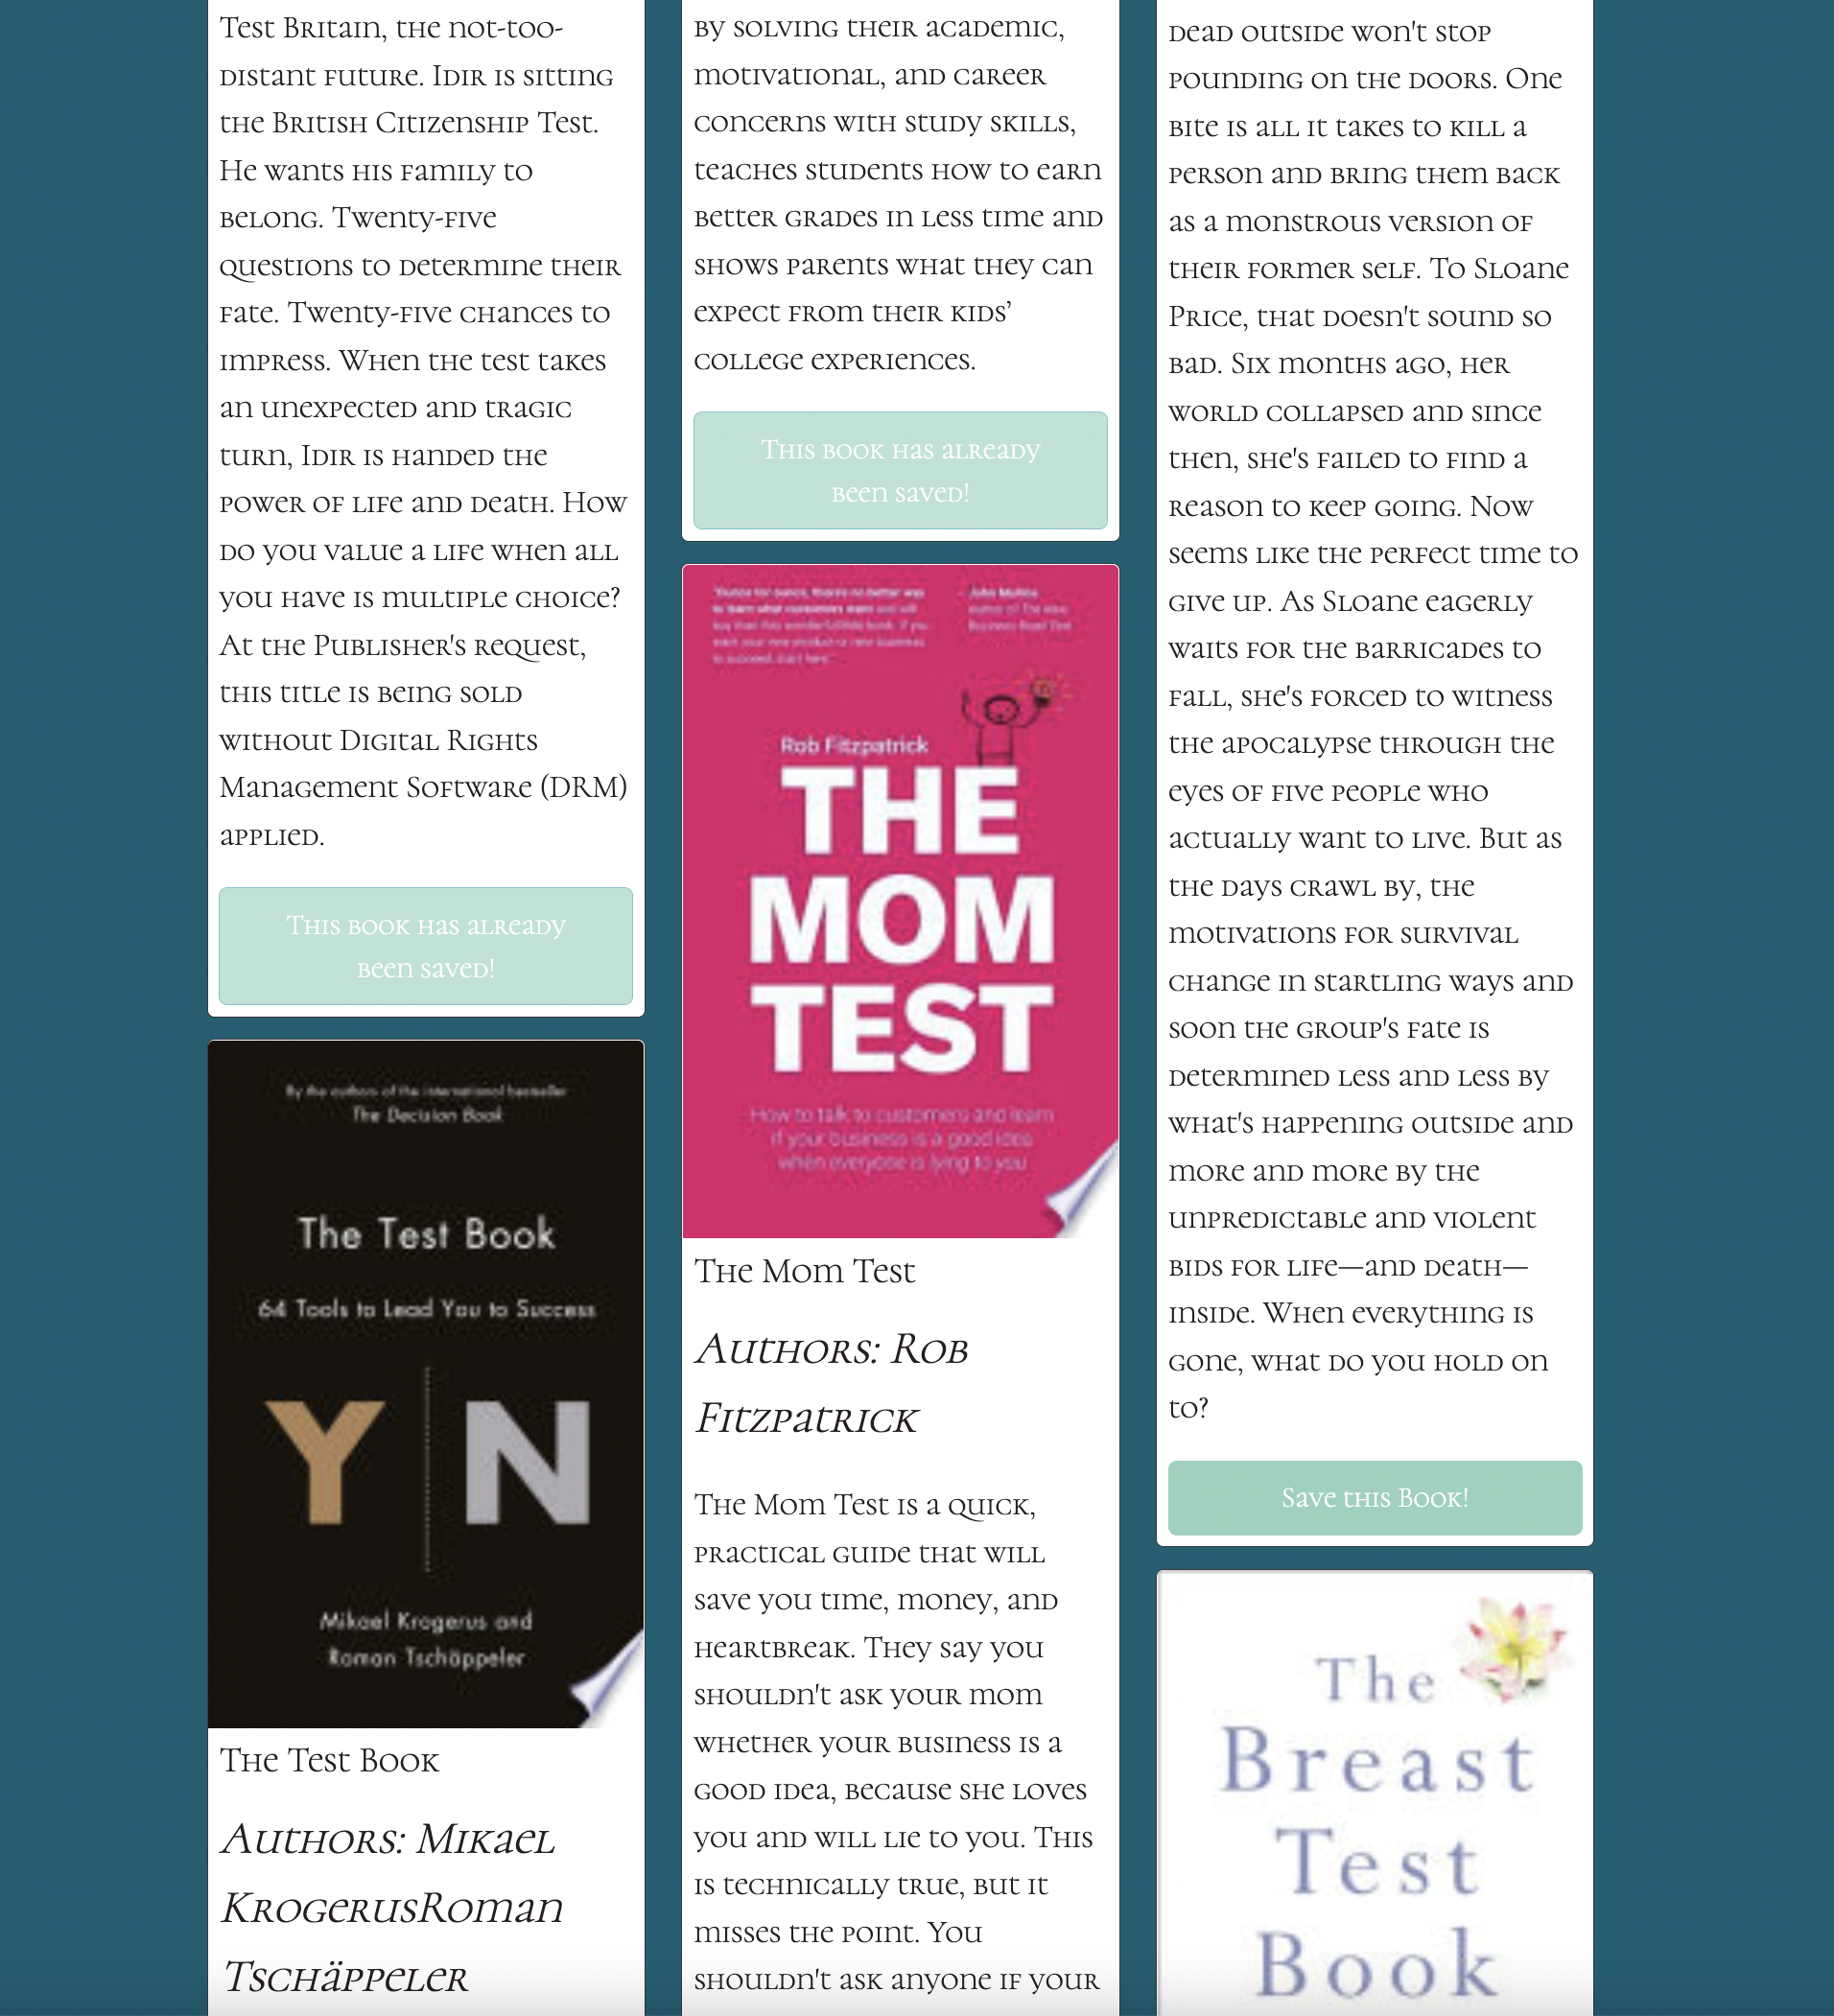 Test Britain, the not-too-
distant future. Idir is sitting
the British Citizenship Test.
He wants his family to
belong. Twenty-five
questions to determine their
fate. Twenty-five chances to
impress. When the test takes
an unexpected and tragic
turn, Idir is handed the
power of life and death. How
do you value a life when all
you have is multiple choice?
At the Publisher's request,
this title is being sold
without Digital Rights
Management Software (DRM)
applied.
This book has already
been saved!
By the authors of the international bestseller
The Decision Book
The Test Book
64 Tools to Lead You to Success
Y N
Mikael Krogerus and
Roman Tschäppeler
The Test Book
Authors: Mikael
KrogerusRoman
Tschäppeler
by solving their academic,
motivational, and career
concerns with study skills,
teaches students how to earn
better grades in less time and
shows parents what they can
expect from their kids’
college experiences.
This book has already
been saved!
John Mullins
Rob Fitzpatrick
THE
MOM
TEST
How to talk to customers and learn
if your business is a good idea
when everyone is lying to you
The Mom Test
Authors: Rob
Fitzpatrick
The Mom Test is a quick,
practical guide that will
save you time, money, and
heartbreak. They say you
shouldn't ask your mom
whether your business is a
good idea, because she loves
you and will lie to you. This
is technically true, but it
misses the point. You
shouldn't ask anyone if your
dead outside won't stop
pounding on the doors. One
bite is all it takes to kill a
person and bring them back
as a monstrous version of
their former self. To Sloane
Price, that doesn't sound so
bad. Six months ago, her
world collapsed and since
then, she's failed to find a
reason to keep going. Now
seems like the perfect time to
give up. As Sloane eagerly
waits for the barricades to
fall, she's forced to witness
the apocalypse through the
eyes of five people who
actually want to live. But as
the days crawl by, the
motivations for survival
change in startling ways and
soon the group's fate is
determined less and less by
what's happening outside and
more and more by the
unpredictable and violent
bids for life—and death—
inside. When everything is
gone, what do you hold on
to?
Save this Book!
The
Breast
Test
Book